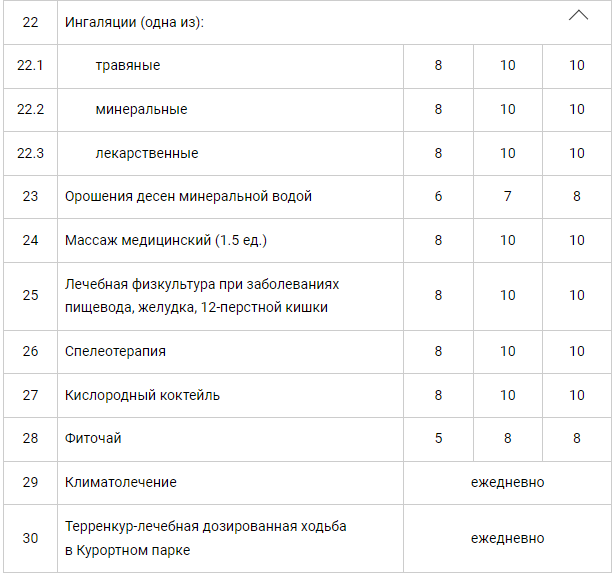 22 Ингаляции (одна из):
22.1 травяные 8 10 10
22.2 минеральные 8 10 10
22.3 лекарственные 8 10 10
23 Орошения десен минеральной водой 6 7 8
24 Массаж медицинский (1.5 ед.) 8 10 10
25 Лечебная физкультура при заболеваниях
пищевода, желудка, 12-перстной кишки 8 10 10
26 Спелеотерапия 8 10 10
27 Кислородный коктейль 8 10 10
28 Фиточай 5 8 8
29 Климатолечение ежедневно
30 Терренкур-лечебная дозированная ходьба
в Курортном парке ежедневно